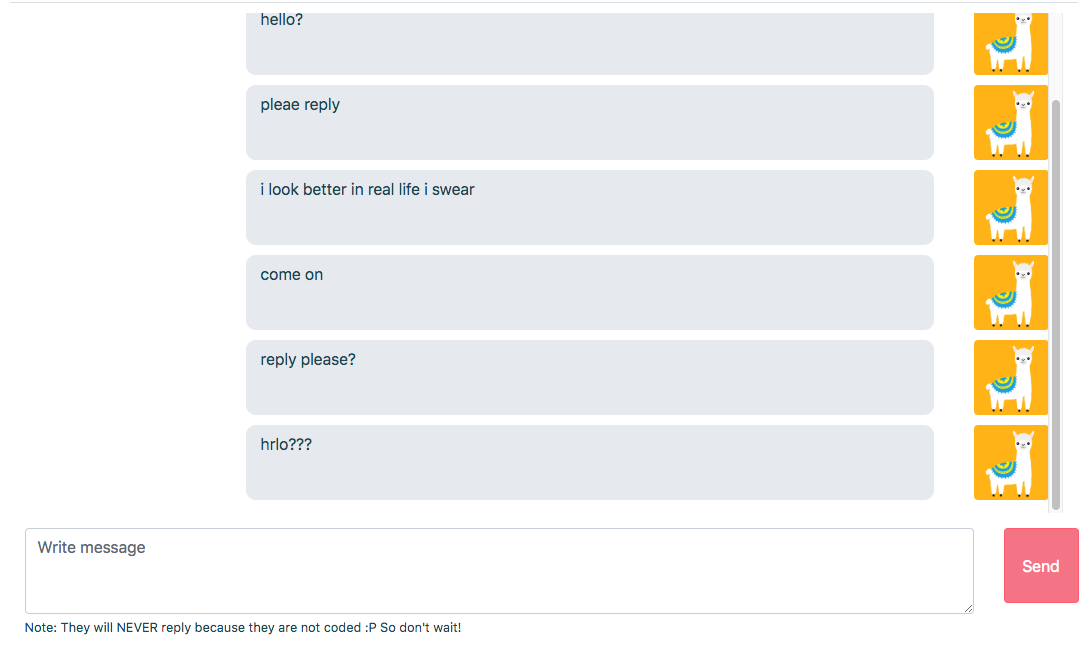 hello?
pleae reply
i look better in real life i swear
come on
reply please?
hrlo???
Write message
Send
Note: They will NEVER reply because they are not coded :P So don't wait!